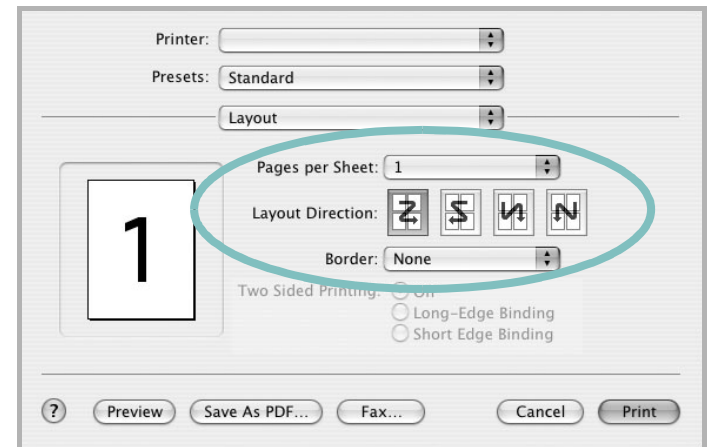 Printer:
Presets: Standard
Layout
Pages per Sheet: 1
Layout Direction:
Border: None
Two Sided Printing: Off
Long-Edge Binding
Short Edge Binding
1
? Preview Save As PDF... Fax... Cancel Print